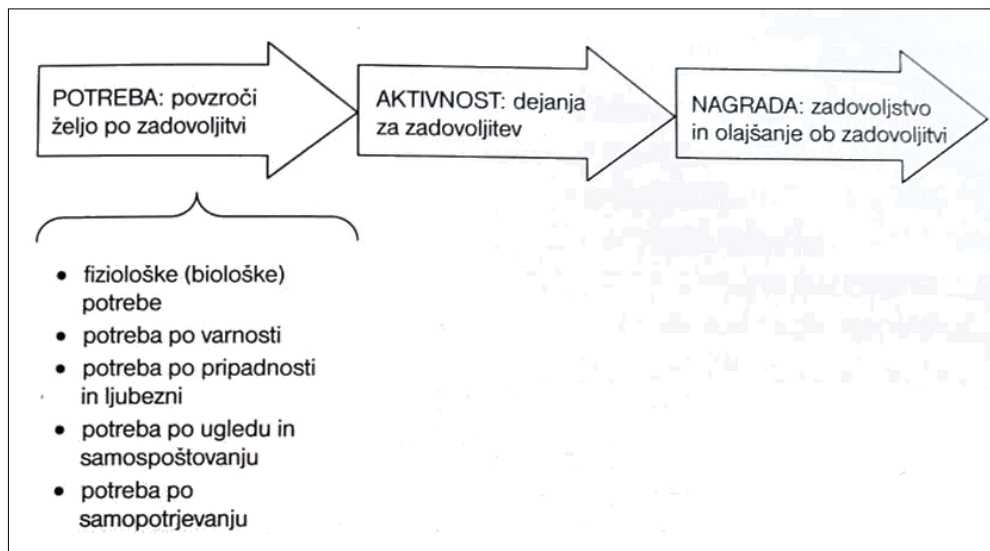 POTREBA: povzroči
željo po zadovoljitvi
AKTIVNOST: dejanja
za zadovoljitev
NAGRADA: zadovoljstvo
in olajšanje ob zadovoljitvi
• fiziološke (biološke)
potrebe
• potreba po varnosti
• potreba po pripadnosti
in ljubezni
• potreba po ugledu in
samospoštovanju
• potreba po
samopotrjevanju